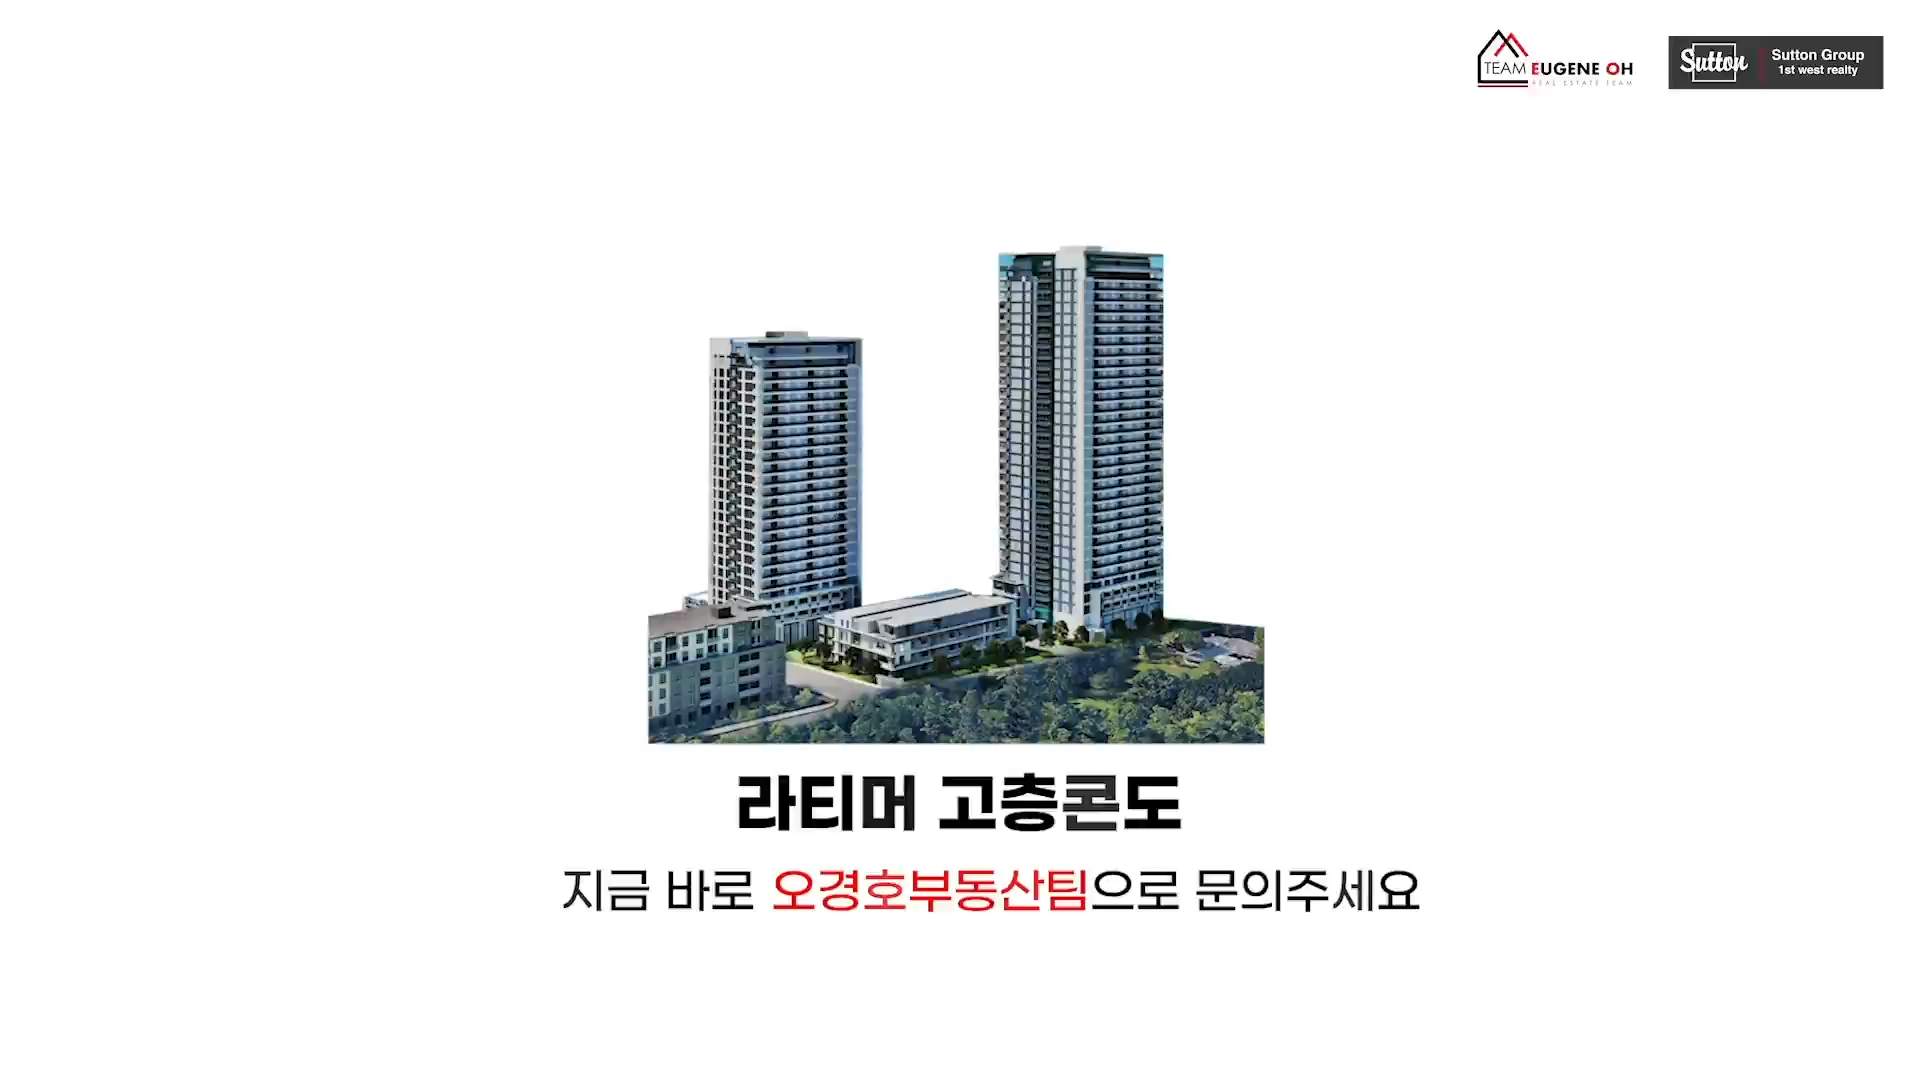 TEAM EUGENE OH
REAL ESTATE TEAM
Sutton
Sutton Group
1st west realty
라티머 고층콘도
지금 바로 오경호부동산팀으로 문의주세요